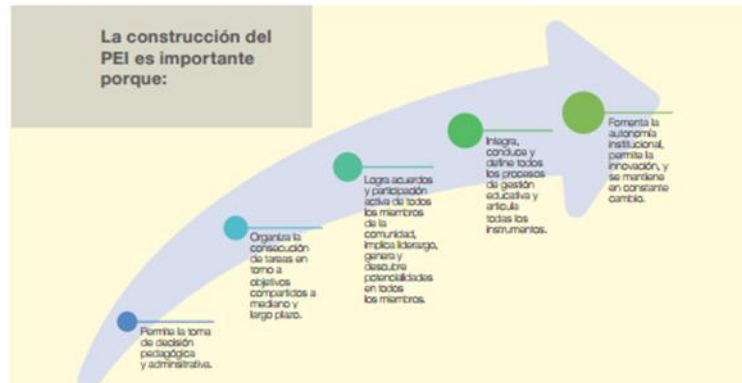 La construcción del
PEI es importante
porque:
Permite la toma
de decisión
pedagógica
y adminsitrativa.
Organiza la
consecución
de tareas en
torno a
objetivos
compartidos a
mediano y
largo plazo.
Logra acuerdos
y participación
activa de todos
los miembros
de la
comunidad,
implica liderazgo,
genera y
descubre
potencialidades
en todos
los miembros.
Integra,
conduce y
define todos
los procesos
de gestión
educativa y
articula
todas los
instrumentos.
Fomenta la
autonomía
institucional,
permite la
innovación, y
se mantiene
en constante
cambio.